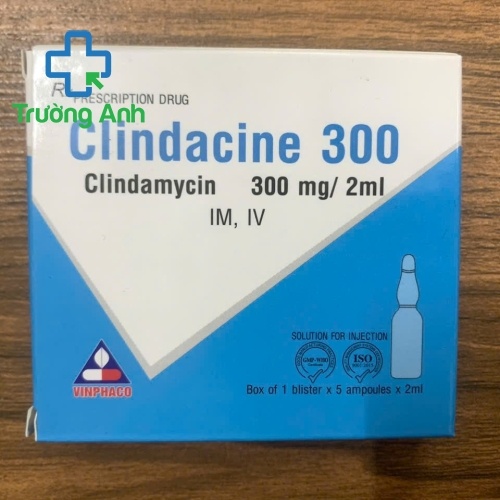 Rx PRESCRIPTION DRUG
Trường Anh
Clindacine 300
Clindamycin 300 mg/ 2ml
IM, IV
SOLUTION FOR INJECTION
GMP-WHO
ISO
Box of 1 blister x 5 ampoules x 2ml
VINPHACO